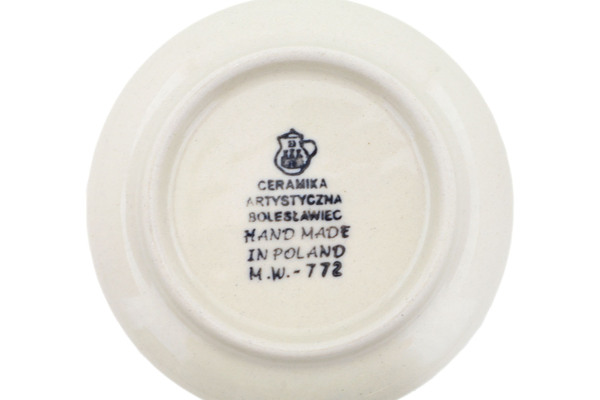 CERAMIKA
ARTYSTYCZNA
BOLESŁAWIEC
HAND MADE
IN POLAND
M.W.-772